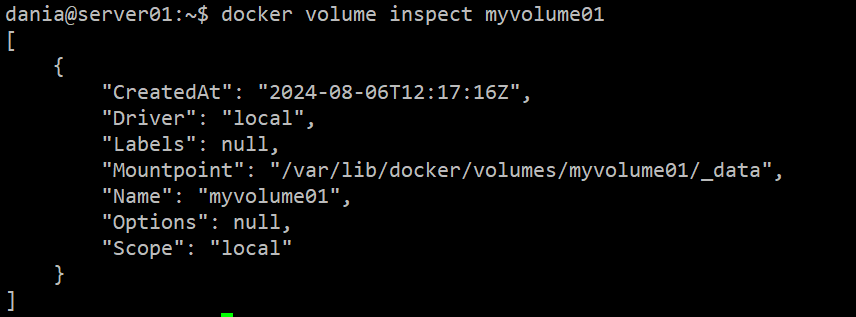 dania@server01:~$ docker volume inspect myvolume01
[
    {
        "CreatedAt": "2024-08-06T12:17:16Z",
        "Driver": "local",
        "Labels": null,
        "Mountpoint": "/var/lib/docker/volumes/myvolume01/_data",
        "Name": "myvolume01",
        "Options": null,
        "Scope": "local"
    }
]